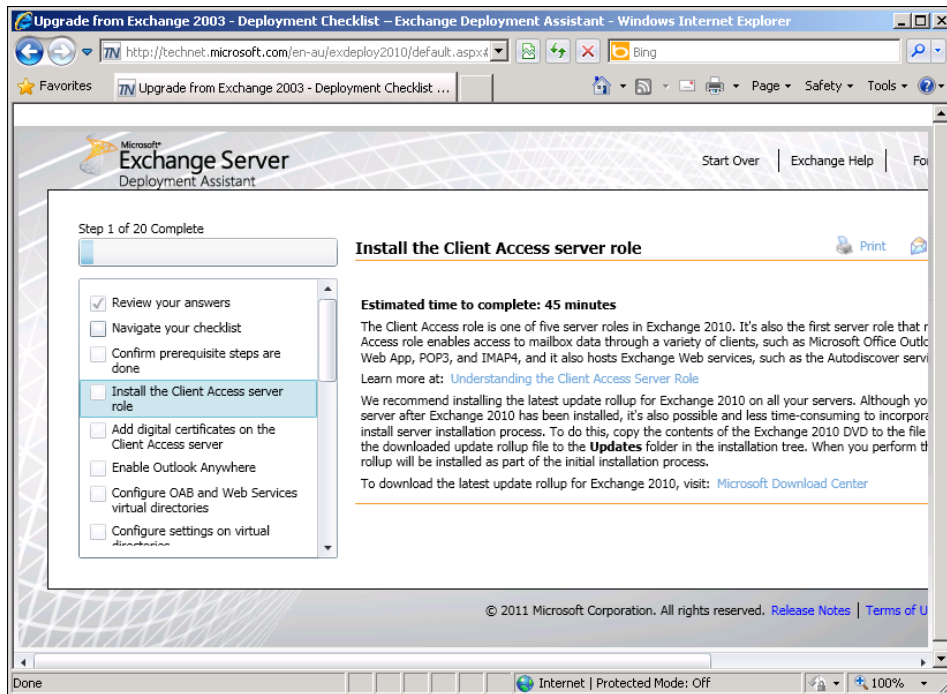 Upgrade from Exchange 2003 - Deployment Checklist – Exchange Deployment Assistant - Windows Internet Explorer
http://technet.microsoft.com/en-au/exdeploy2010/default.aspx#
Bing
Favorites
Upgrade from Exchange 2003 - Deployment Checklist ...
Page
Safety
Tools
Microsoft®
Exchange Server
Deployment Assistant
Start Over
Exchange Help
Step 1 of 20 Complete
Install the Client Access server role
Print
Review your answers
Navigate your checklist
Confirm prerequisite steps are
done
Install the Client Access server
role
Add digital certificates on the
Client Access server
Enable Outlook Anywhere
Configure OAB and Web Services
virtual directories
Configure settings on virtual
directories
Estimated time to complete: 45 minutes
The Client Access role is one of five server roles in Exchange 2010. It's also the first server role that
Access role enables access to mailbox data through a variety of clients, such as Microsoft Office
Web App, POP3, and IMAP4, and it also hosts Exchange Web services, such as the Autodiscover
Learn more at: Understanding the Client Access Server Role
We recommend installing the latest update rollup for Exchange 2010 on all your servers. Although
server after Exchange 2010 has been installed, it's also possible and less time-consuming to
install server installation process. To do this, copy the contents of the Exchange 2010 DVD to the file
the downloaded update rollup file to the Updates folder in the installation tree. When you perform
rollup will be installed as part of the initial installation process.
To download the latest update rollup for Exchange 2010, visit: Microsoft Download Center
© 2011 Microsoft Corporation. All rights reserved.
Release Notes
Terms of
Done
Internet | Protected Mode: Off
100%